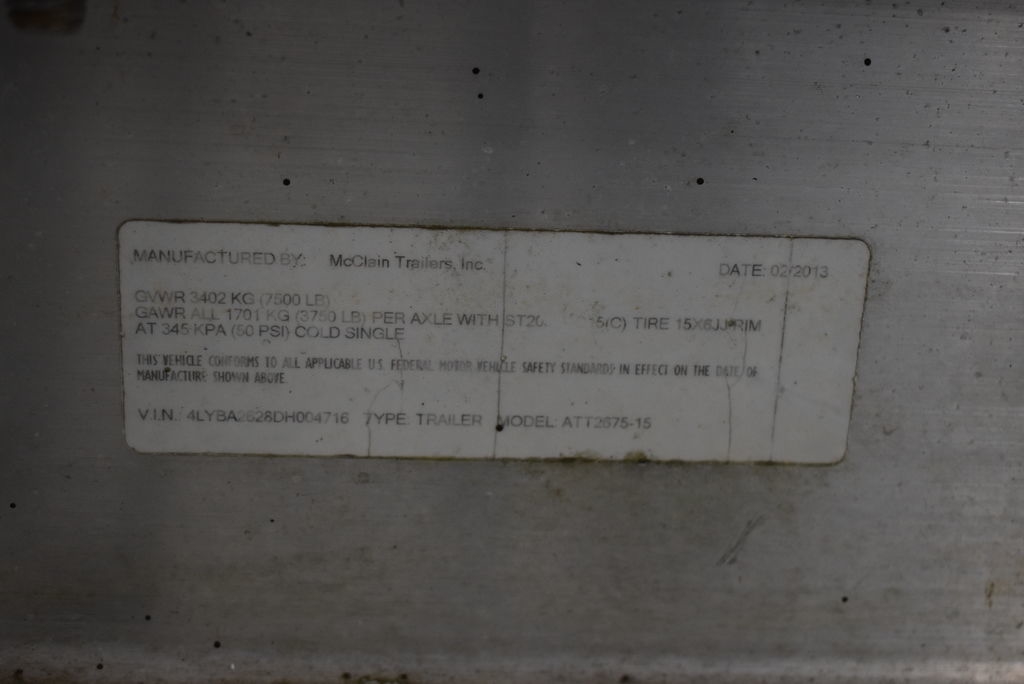 MANUFACTURED BY: McClain Trailers, Inc. DATE: 02/2013
GVWR 3402 KG (7500 LB)
GAWR ALL 1701 KG (3750 LB) PER AXLE WITH TIRE 15X6JJ RIM
AT 345 KPA (50 PSI) COLD SINGLE
THIS VEHICLE CONFORMS TO ALL APPLICABLE U.S. FEDERAL MOTOR VEHICLE SAFETY STANDARDS IN EFFECT ON THE DATE OF
MANUFACTURE SHOWN ABOVE
V.I.N.: 4LYBA2628DH004716 TYPE: TRAILER MODEL: ATT2675-15